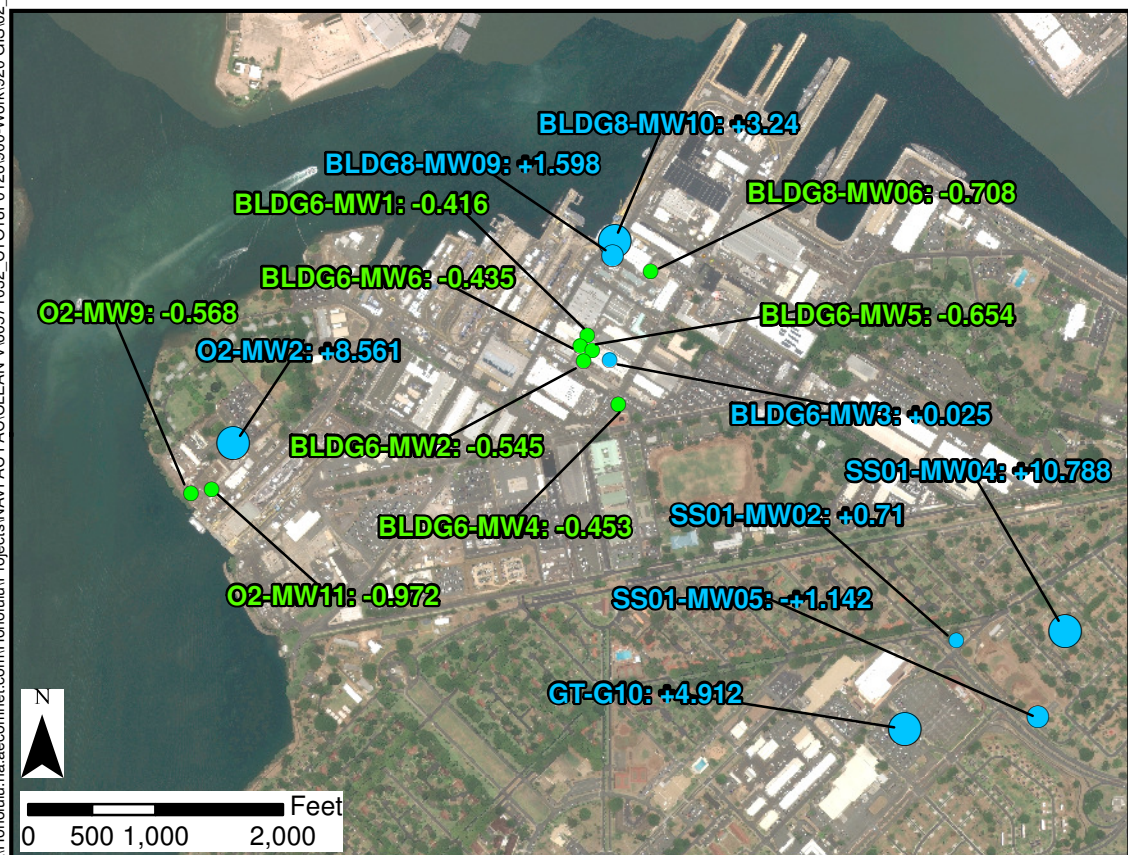 BLDG8-MW10: +3.24
BLDG8-MW09: +1.598
BLDG8-MW06: -0.708
BLDG6-MW1: -0.416
BLDG6-MW6: -0.435
O2-MW9: -0.568
BLDG6-MW5: -0.654
O2-MW2: +8.561
BLDG6-MW3: +0.025
BLDG6-MW2: -0.545
SS01-MW04: +10.788
SS01-MW02: +0.71
BLDG6-MW4: -0.453
O2-MW11: -0.972
SS01-MW05: -+1.142
GT-G10: +4.912
N
Feet
0 500 1,000 2,000